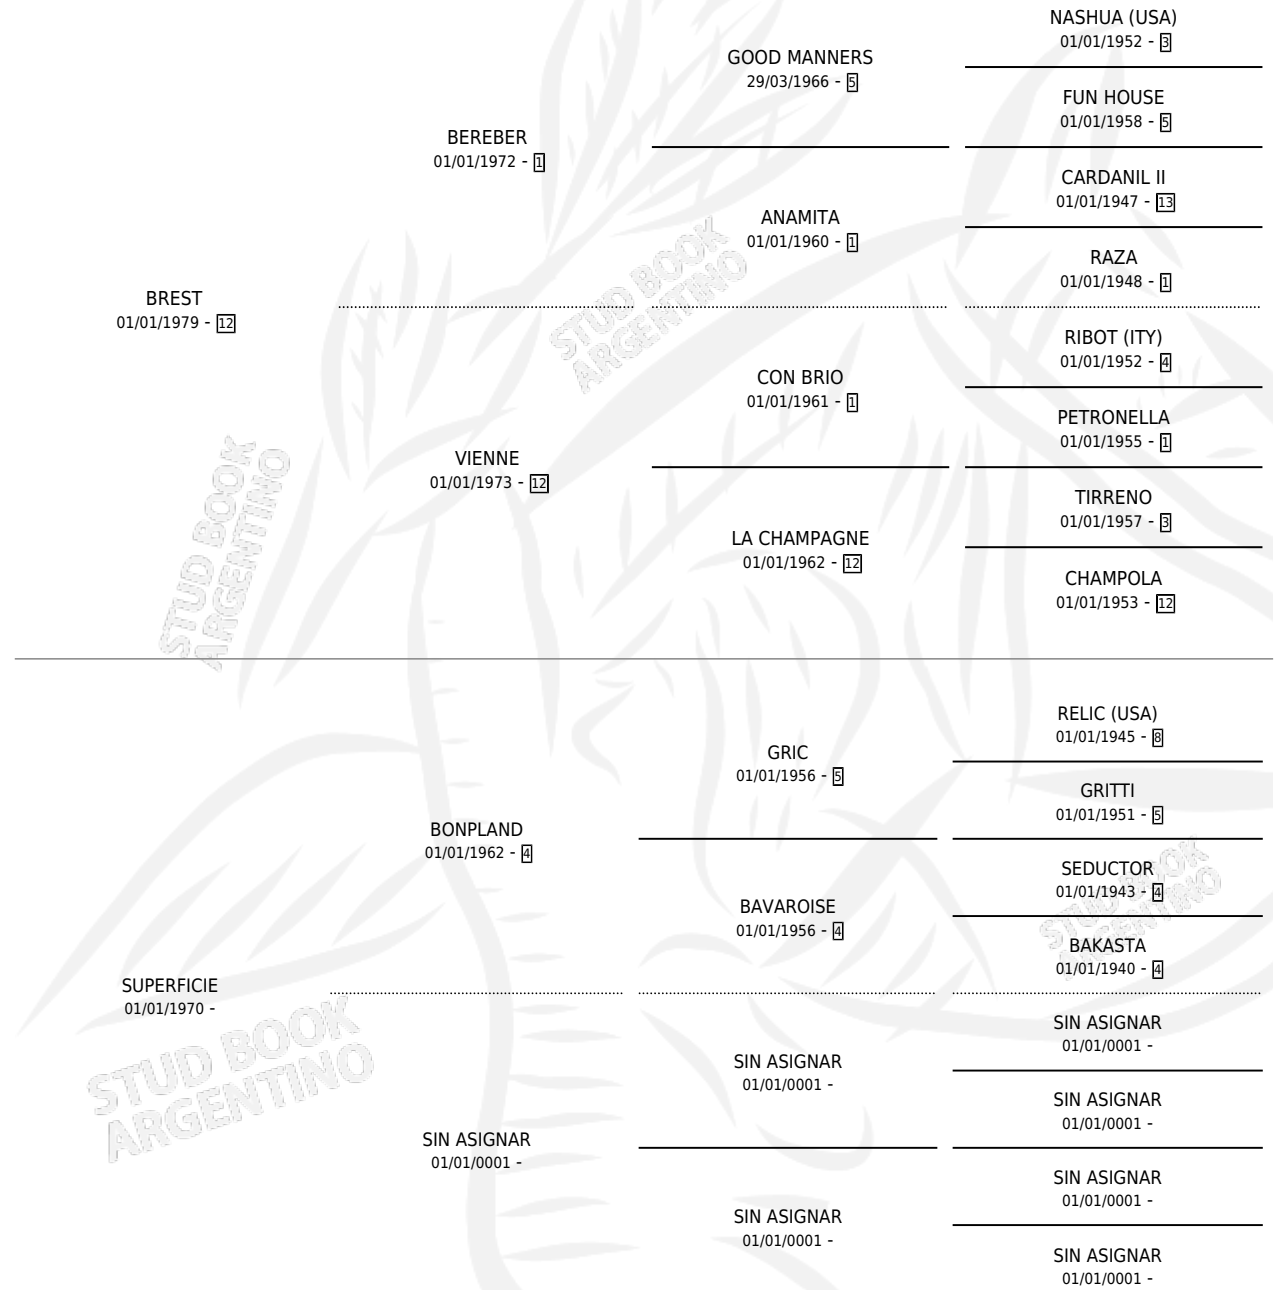 NASHUA (USA)
01/01/1952 - 3
GOOD MANNERS
29/03/1966 - 5
FUN HOUSE
01/01/1958 - 5
BEREBER
01/01/1972 - 1
CARDANIL II
01/01/1947 - 13
ANAMITA
01/01/1960 - 1
RAZA
01/01/1948 - 1
BREST
01/01/1979 - 12
STUD BOOK
ARGENTINO
RIBOT (ITY)
01/01/1952 - 4
CON BRIO
01/01/1961 - 1
PETRONELLA
01/01/1955 - 1
VIENNE
01/01/1973 - 12
TIRRENO
01/01/1957 - 3
LA CHAMPAGNE
01/01/1962 - 12
CHAMPOLA
01/01/1953 - 12
STUD BOOK
ARGENTINO
RELIC (USA)
01/01/1945 - 8
GRIC
01/01/1956 - 5
GRITTI
01/01/1951 - 5
BONPLAND
01/01/1962 - 4
SEDUCTOR
01/01/1943 - 4
BAVAROISE
01/01/1956 - 4
STUD BOOK
ARGENTINO
BAKASTA
01/01/1940 - 4
SUPERFICIE
01/01/1970 -
SIN ASIGNAR
01/01/0001 -
SIN ASIGNAR
01/01/0001 -
STUD BOOK
ARGENTINO
SIN ASIGNAR
01/01/0001 -
SIN ASIGNAR
01/01/0001 -
SIN ASIGNAR
01/01/0001 -
SIN ASIGNAR
01/01/0001 -
SIN ASIGNAR
01/01/0001 -